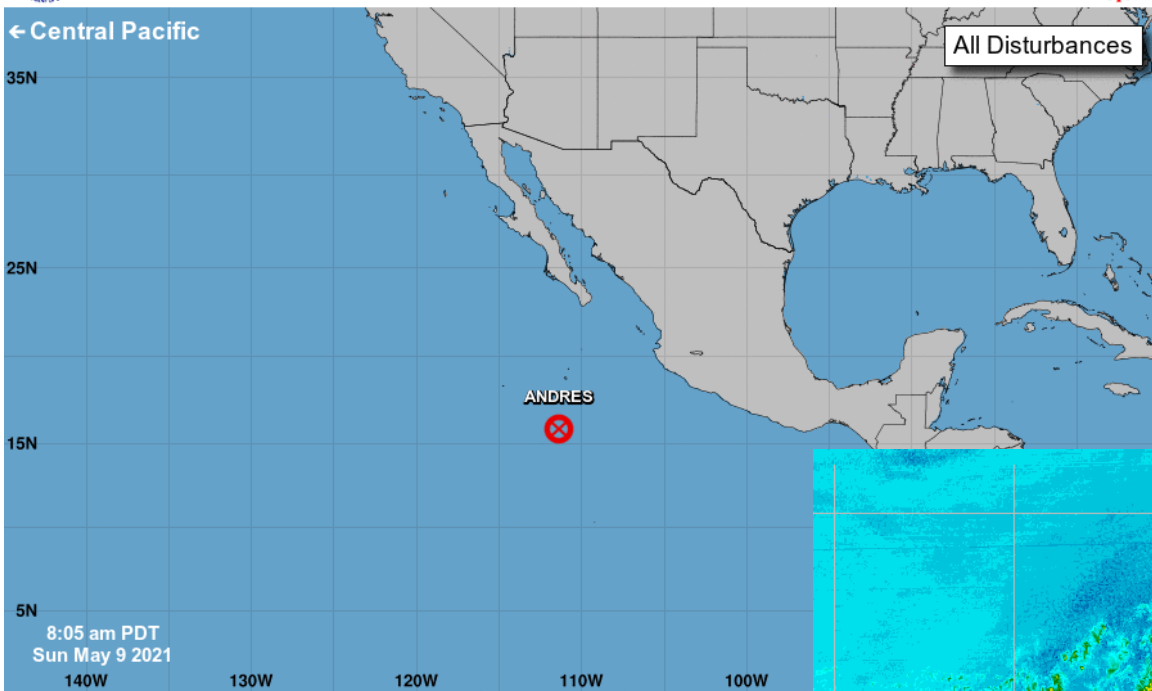 ← Central Pacific
All Disturbances
35N
25N
ANDRES
15N
5N
8:05 am PDT
Sun May 9 2021
140W 130W 120W 110W 100W